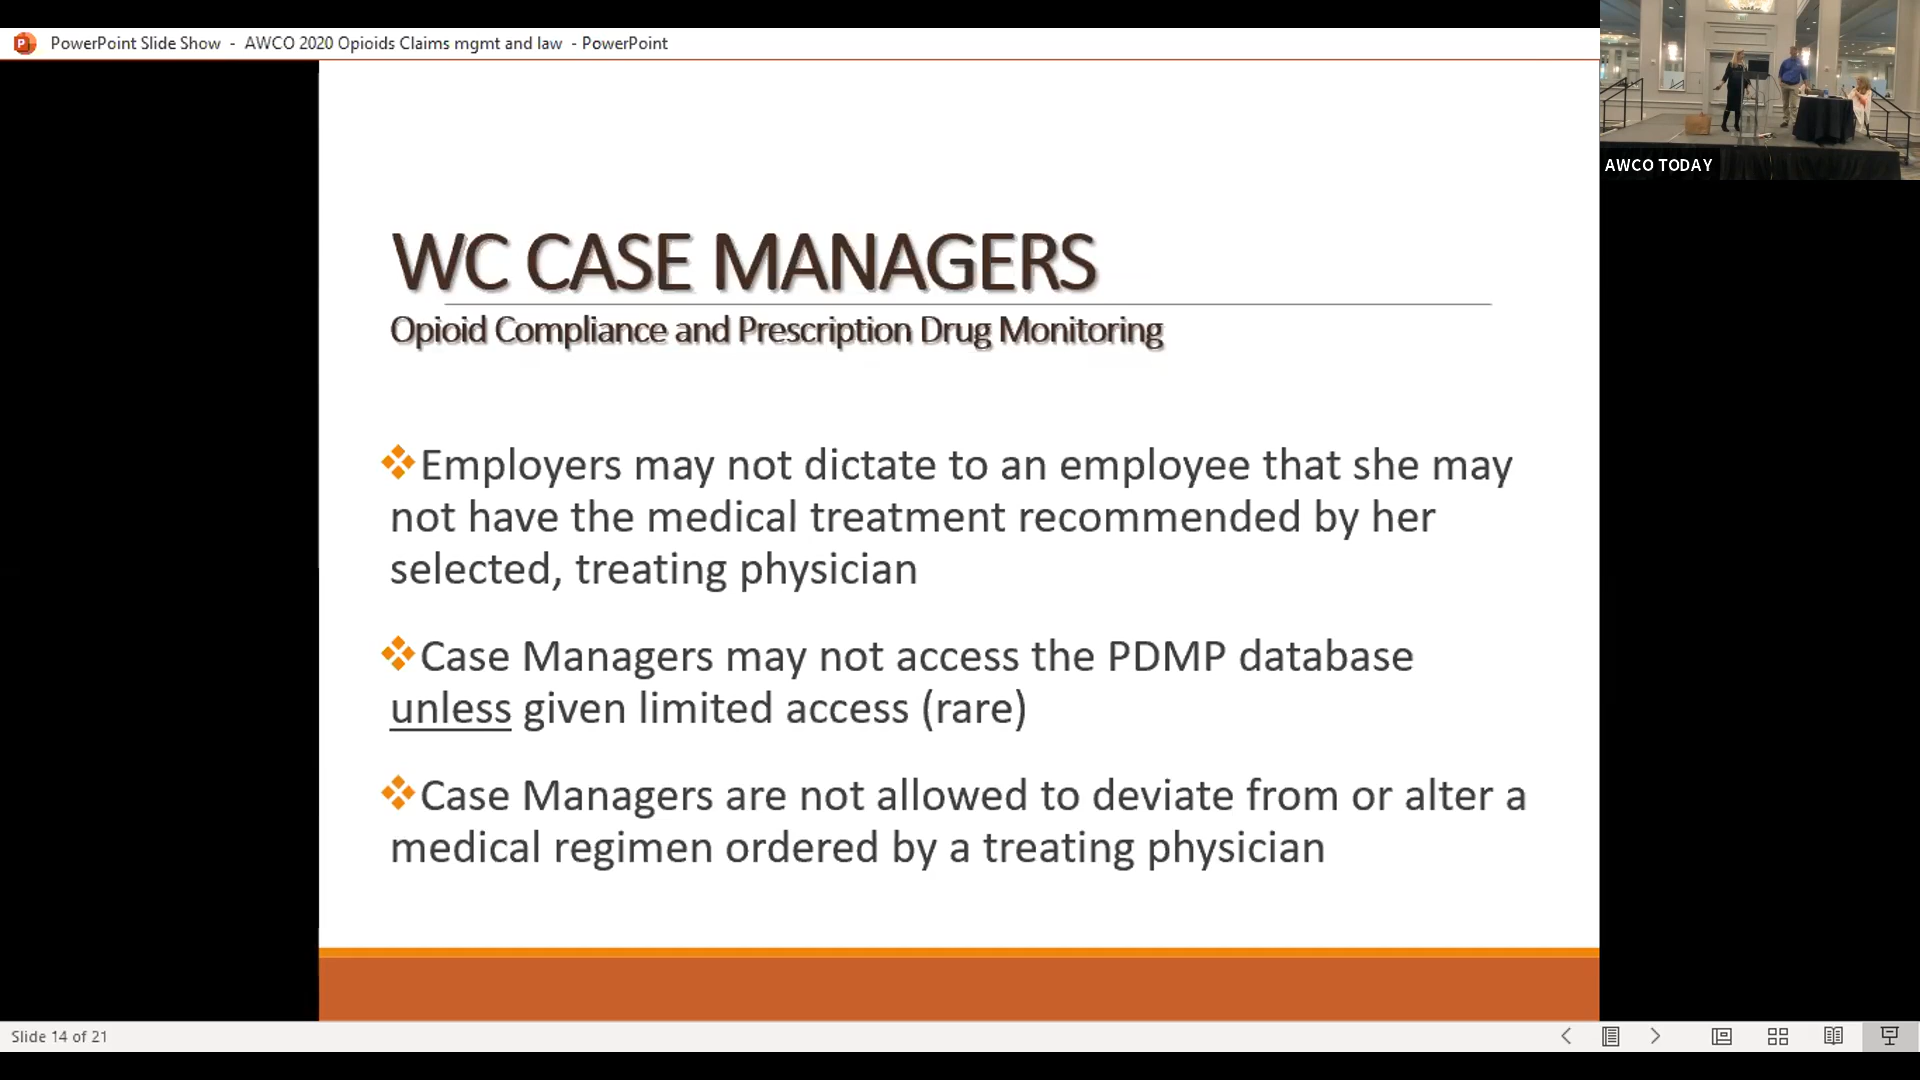 PowerPoint Slide Show - AWCO 2020 Opioids Claims mgmt and law - PowerPoint
AWCO TODAY
WC CASE MANAGERS
Opioid Compliance and Prescription Drug Monitoring
❖Employers may not dictate to an employee that she may
not have the medical treatment recommended by her
selected, treating physician
❖Case Managers may not access the PDMP database
unless given limited access (rare)
❖Case Managers are not allowed to deviate from or alter a
medical regimen ordered by a treating physician
Slide 14 of 21